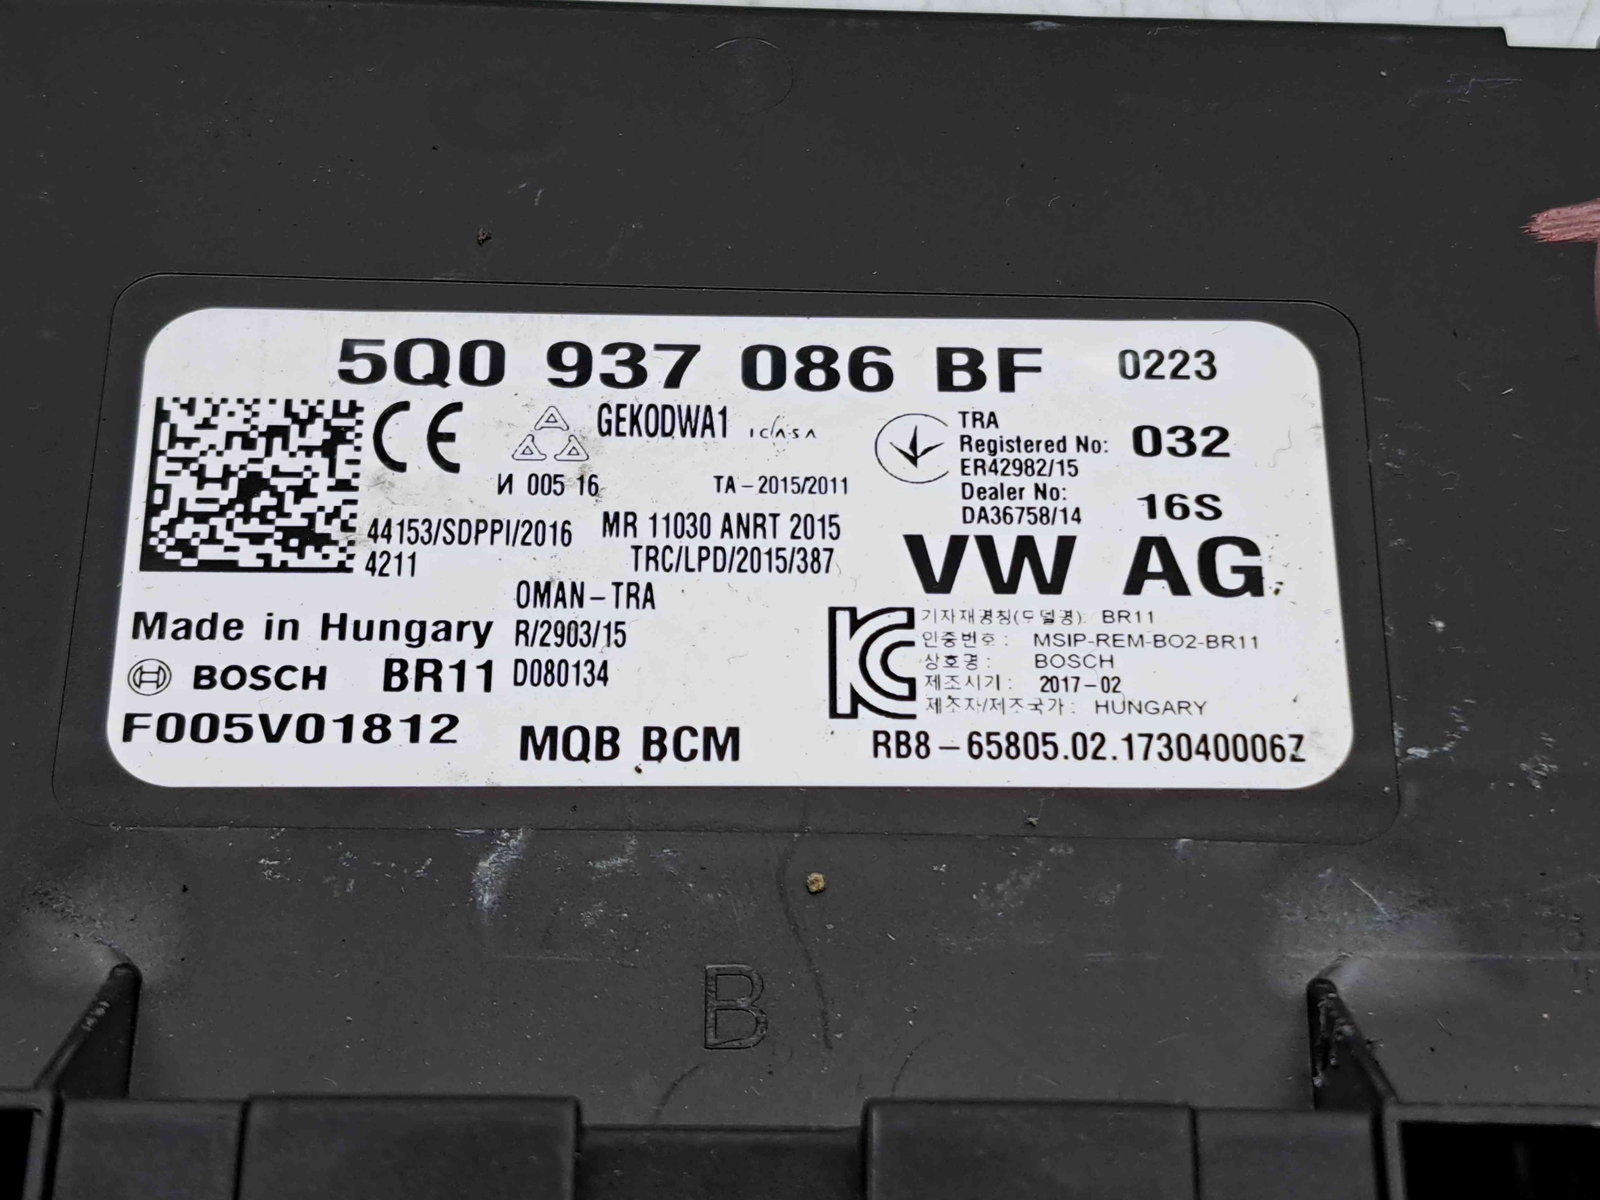 5Q0 937 086 BF 0223
CE GEKODWA1 ICASA
И 005 16 TA-2015/2011
TRA
Registered No: 032
ER42982/15
Dealer No: 16S
DA36758/14
44153/SDPPI/2016 MR 11030 ANRT 2015
4211 TRC/LPD/2015/387
VW AG
OMAN-TRA
Made in Hungary R/2903/15
BOSCH BR11 D080134
F005V01812 MQB BCM
기자재명칭(모델명): BR11
인증번호: MSIP-REM-BO2-BR11
상호명: BOSCH
제조시기: 2017-02
제조자/제조국가: HUNGARY
RB8-65805.02.173040006Z
B